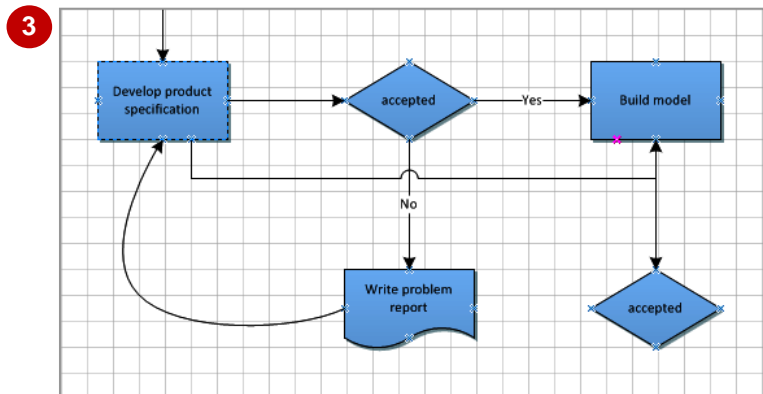 3
Develop product
specification
accepted
Yes
Build model
No
Write problem
report
accepted